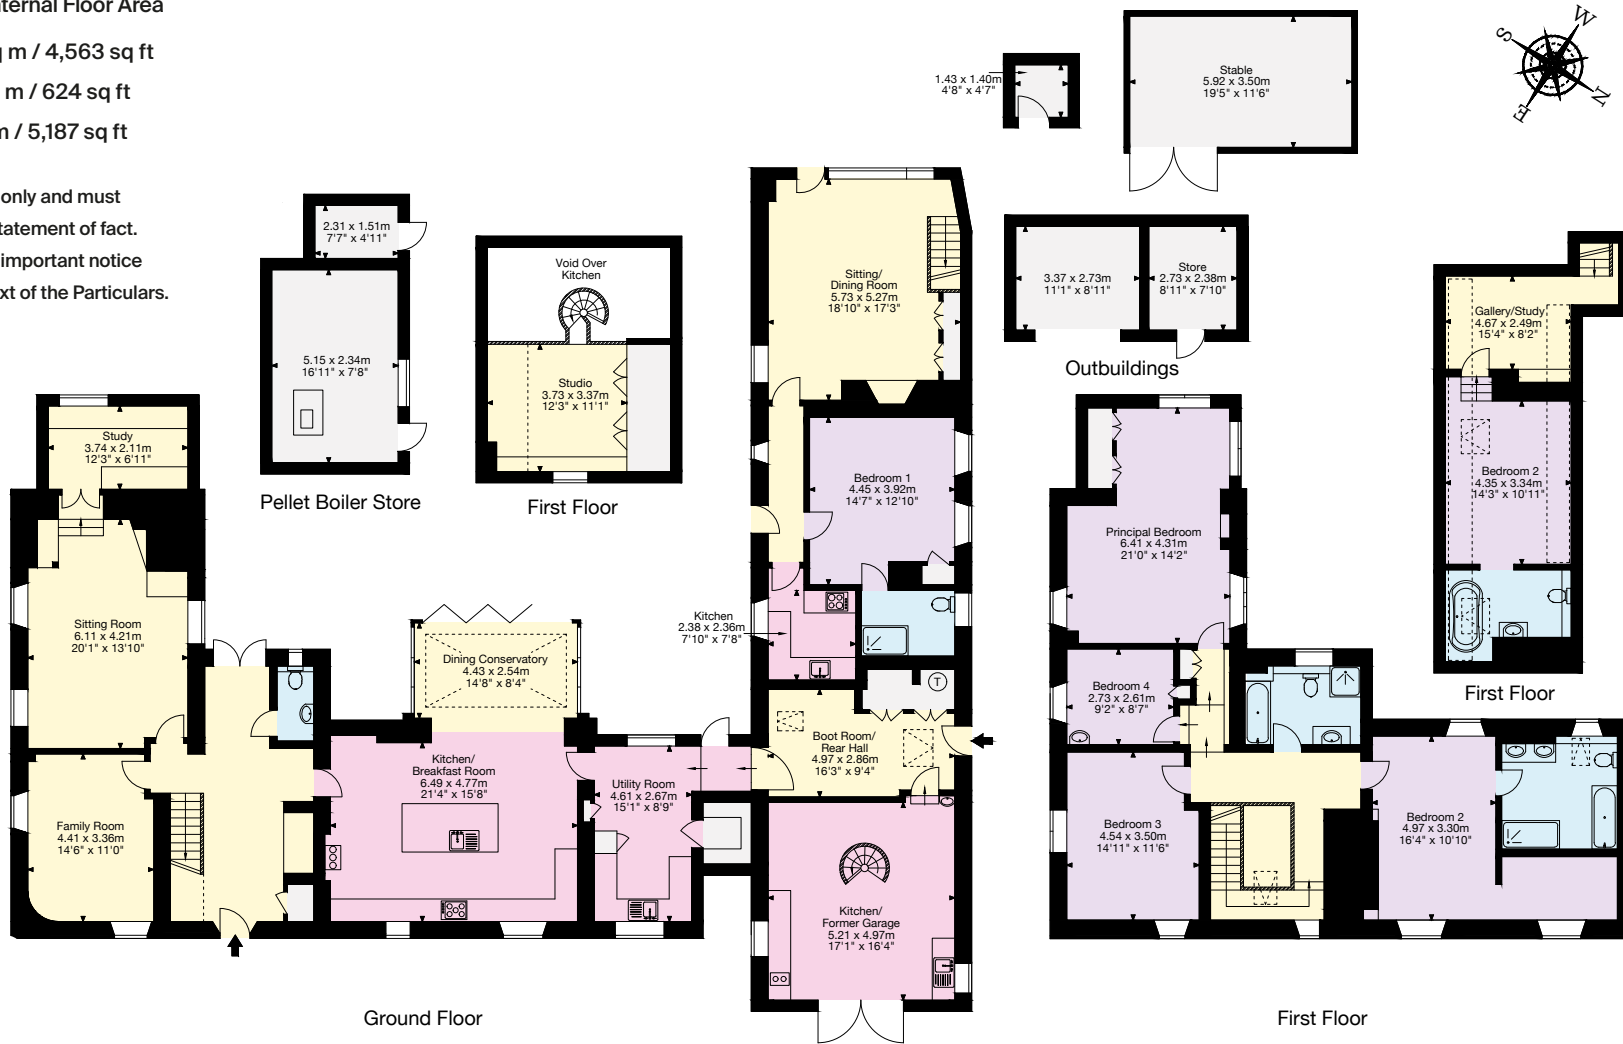 ternal Floor Area
q m / 4,563 sq ft
m / 624 sq ft
m / 5,187 sq ft
only and must
tatement of fact.
important notice
xt of the Particulars.
W
S
N
E
1.43 x 1.40m
4'8" x 4'7"
Stable
5.92 x 3.50m
19'5" x 11'6"
3.37 x 2.73m
11'1" x 8'11"
Store
2.73 x 2.38m
8'11" x 7'10"
Outbuildings
2.31 x 1.51m
7'7" x 4'11"
5.15 x 2.34m
16'11" x 7'8"
Pellet Boiler Store
Void Over
Kitchen
Studio
3.73 x 3.37m
12'3" x 11'1"
First Floor
Sitting/
Dining Room
5.73 x 5.27m
18'10" x 17'3"
Bedroom 1
4.45 x 3.92m
14'7" x 12'10"
Kitchen
2.38 x 2.36m
7'10" x 7'8"
T
Boot Room/
Rear Hall
4.97 x 2.86m
16'3" x 9'4"
Kitchen/
Former Garage
5.21 x 4.97m
17'1" x 16'4"
Study
3.74 x 2.11m
12'3" x 6'11"
Sitting Room
6.11 x 4.21m
20'1" x 13'10"
Family Room
4.41 x 3.36m
14'6" x 11'0"
Dining Conservatory
4.43 x 2.54m
14'8" x 8'4"
Kitchen/
Breakfast Room
6.49 x 4.77m
21'4" x 15'8"
Utility Room
4.61 x 2.67m
15'1" x 8'9"
Ground Floor
Gallery/Study
4.67 x 2.49m
15'4" x 8'2"
Bedroom 2
4.35 x 3.34m
14'3" x 10'11"
First Floor
Principal Bedroom
6.41 x 4.31m
21'0" x 14'2"
Bedroom 4
2.73 x 2.61m
9'2" x 8'7"
Bedroom 3
4.54 x 3.50m
14'11" x 11'6"
Bedroom 2
4.97 x 3.30m
16'4" x 10'10"
First Floor